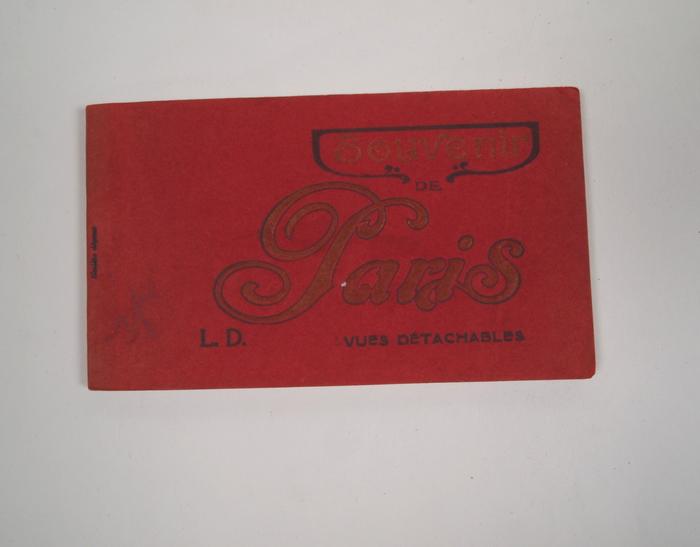 Souvenir
DE
Paris
L. D.
VUES DÉTACHABLES